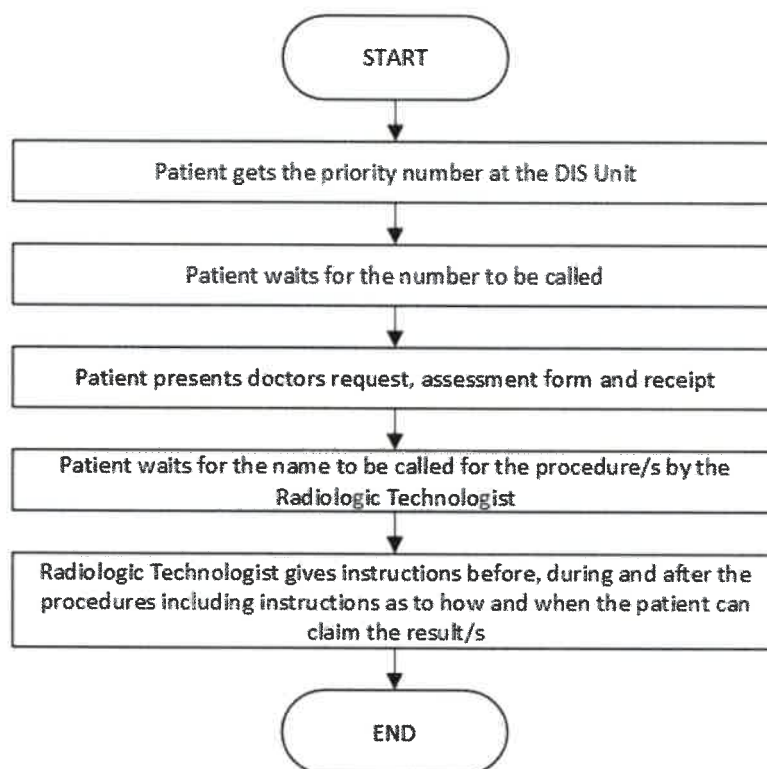 START
Patient gets the priority number at the DIS Unit
Patient waits for the number to be called
Patient presents doctors request, assessment form and receipt
Patient waits for the name to be called for the procedure/s by the
Radiologic Technologist
Radiologic Technologist gives instructions before, during and after the
procedures including instructions as to how and when the patient can
claim the result/s
END